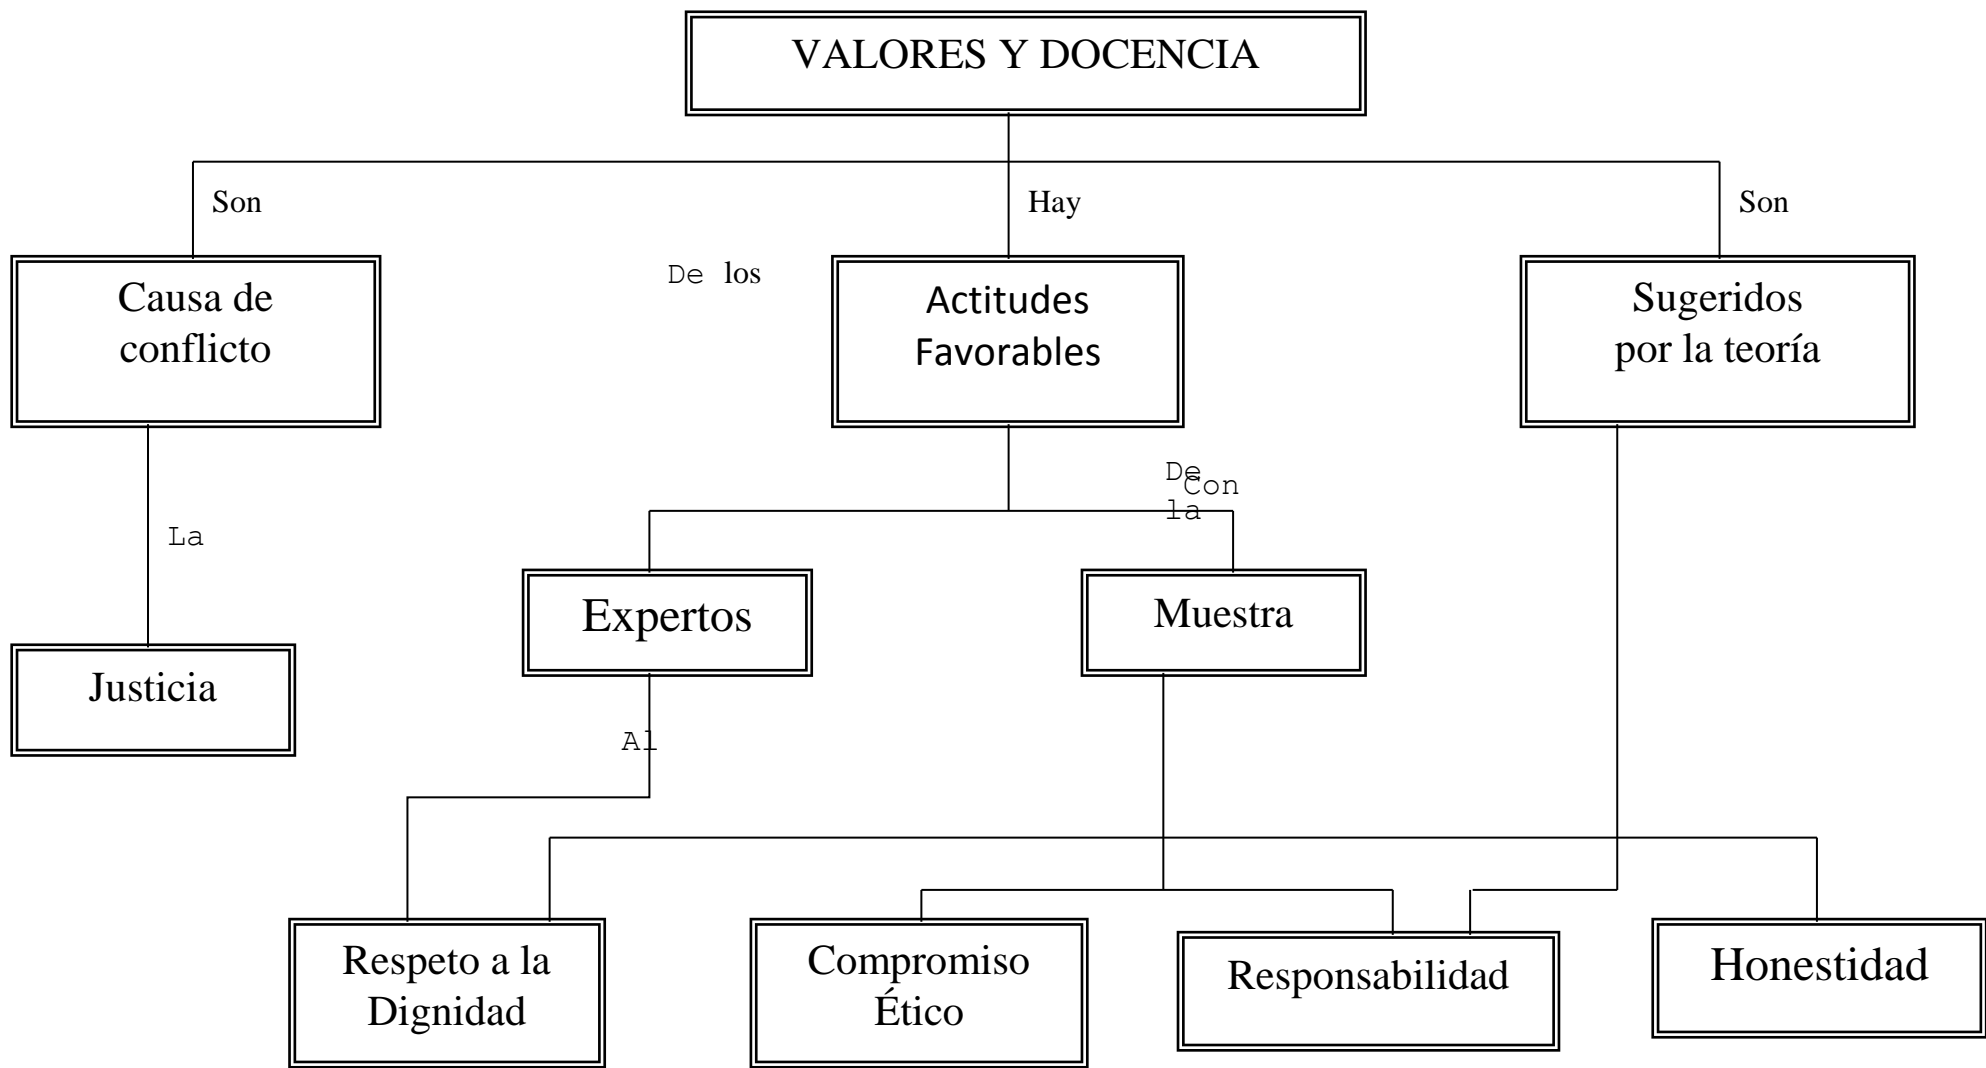 VALORES Y DOCENCIA
Son
Hay
Son
De los
Causa de
conflicto
Actitudes
Favorables
Sugeridos
por la teoría
De
Con
la
La
Expertos
Muestra
Justicia
Al
Respeto a la
Dignidad
Compromiso
Ético
Responsabilidad
Honestidad